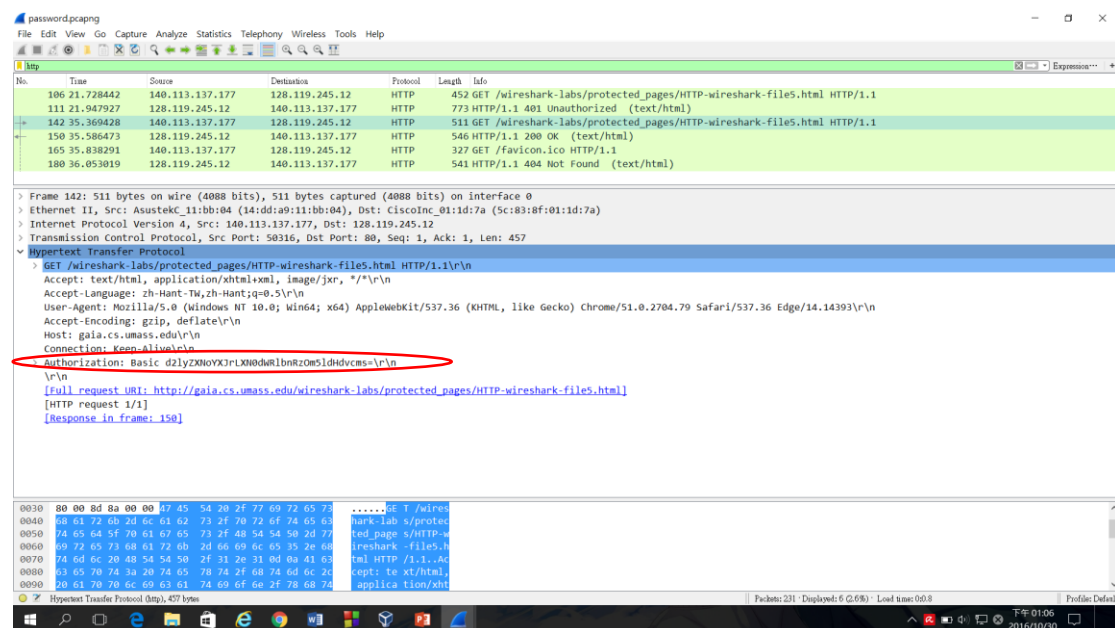 password.pcapng
File Edit View Go Capture Analyze Statistics Telephony Wireless Tools Help
http
Expression…
+
No. Time Source Destination Protocol Length Info
106 21.728442 140.113.137.177 128.119.245.12 HTTP 452 GET /wireshark-labs/protected_pages/HTTP-wireshark-file5.html HTTP/1.1
111 21.947927 128.119.245.12 140.113.137.177 HTTP 773 HTTP/1.1 401 Unauthorized (text/html)
142 35.369428 140.113.137.177 128.119.245.12 HTTP 511 GET /wireshark-labs/protected_pages/HTTP-wireshark-file5.html HTTP/1.1
150 35.586473 128.119.245.12 140.113.137.177 HTTP 546 HTTP/1.1 200 OK (text/html)
165 35.838291 140.113.137.177 128.119.245.12 HTTP 327 GET /favicon.ico HTTP/1.1
180 36.053019 128.119.245.12 140.113.137.177 HTTP 541 HTTP/1.1 404 Not Found (text/html)
> Frame 142: 511 bytes on wire (4088 bits), 511 bytes captured (4088 bits) on interface 0
> Ethernet II, Src: AsustekC_11:bb:04 (14:dd:a9:11:bb:04), Dst: CiscoInc_01:1d:7a (5c:83:8f:01:1d:7a)
> Internet Protocol Version 4, Src: 140.113.137.177, Dst: 128.119.245.12
> Transmission Control Protocol, Src Port: 50316, Dst Port: 80, Seq: 1, Ack: 1, Len: 457
Hypertext Transfer Protocol
> GET /wireshark-labs/protected_pages/HTTP-wireshark-file5.html HTTP/1.1\r\n
Accept: text/html, application/xhtml+xml, image/jxr, */*\r\n
Accept-Language: zh-Hant-TW,zh-Hant;q=0.5\r\n
User-Agent: Mozilla/5.0 (Windows NT 10.0; Win64; x64) AppleWebKit/537.36 (KHTML, like Gecko) Chrome/51.0.2704.79 Safari/537.36 Edge/14.14393\r\n
Accept-Encoding: gzip, deflate\r\n
Host: gaia.cs.umass.edu\r\n
Connection: Keep-Alive\r\n
> Authorization: Basic d2lyZXNoYXJrLXN0dWRlbnRzOm5ldHdvcms=\r\n
\r\n
[Full request URI: http://gaia.cs.umass.edu/wireshark-labs/protected_pages/HTTP-wireshark-file5.html]
[HTTP request 1/1]
[Response in frame: 150]
0030 80 00 8d 8a 00 00 47 45 54 20 2f 77 69 72 65 73 ......GE T /wires
0040 68 61 72 6b 2d 6c 61 62 73 2f 70 72 6f 74 65 63 hark-lab s/protec
0050 74 65 64 5f 70 61 67 65 73 2f 48 54 54 50 2d 77 ted_page s/HTTP-w
0060 69 72 65 73 68 61 72 6b 2d 66 69 6c 65 35 2e 68 ireshark -file5.h
0070 74 6d 6c 20 48 54 54 50 2f 31 2e 31 0d 0a 41 63 tml HTTP /1.1..Ac
0080 63 65 70 74 3a 20 74 65 78 74 2f 68 74 6d 6c 2c cept: te xt/html,
0090 20 61 70 70 6c 69 63 61 74 69 6f 6e 2f 78 68 74 applica tion/xht
Hypertext Transfer Protocol (http), 457 bytes
Packets: 231 · Displayed: 6 (2.6%) · Load time: 0:0.8
Profile:
下午 01:06
2016/10/30